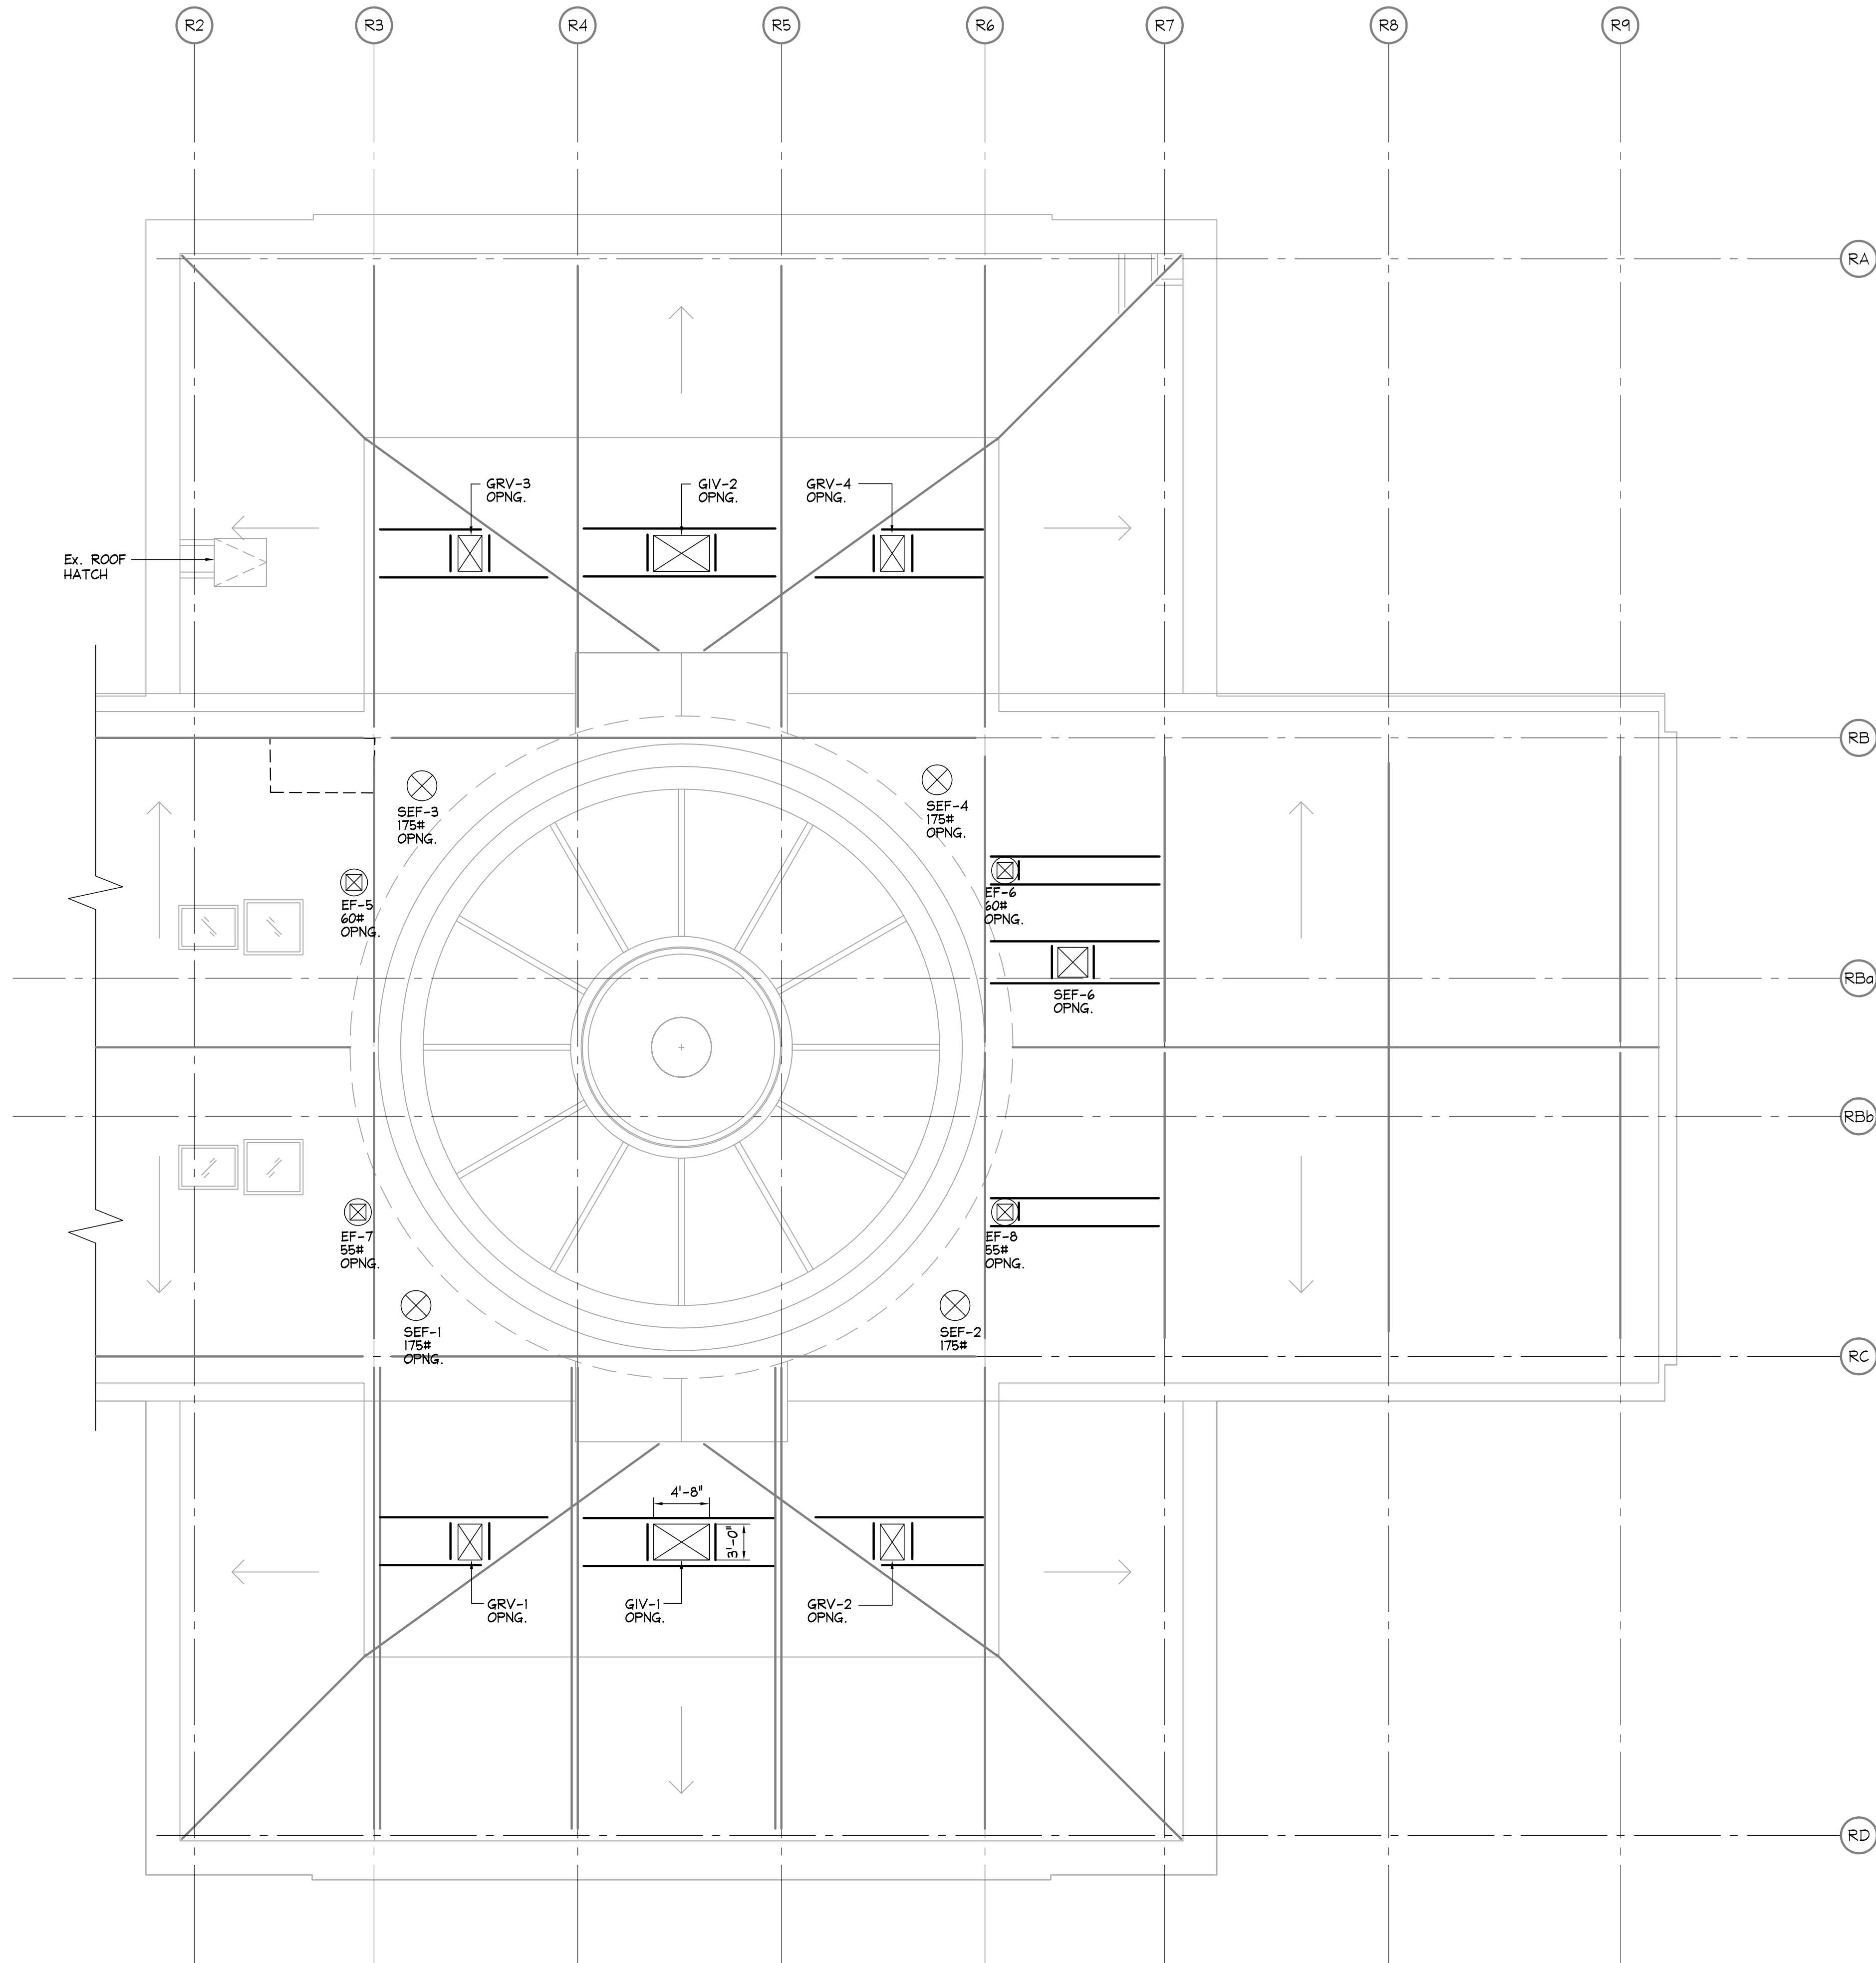 R2
R3
R4
R5
R6
R7
R8
R9
RA
GRV-3
OPNG.
GIV-2
OPNG.
GRV-4
OPNG.
Ex. ROOF
HATCH
RB
SEF-3
175#
OPNG.
SEF-4
175#
OPNG.
EF-5
60#
OPNG.
EF-6
60#
OPNG.
RBa
SEF-6
OPNG.
RBb
EF-7
55#
OPNG.
EF-8
55#
OPNG.
SEF-1
175#
OPNG.
SEF-2
175#
RC
4'-8"
3'-0"
GRV-1
OPNG.
GIV-1
OPNG.
GRV-2
OPNG.
RD